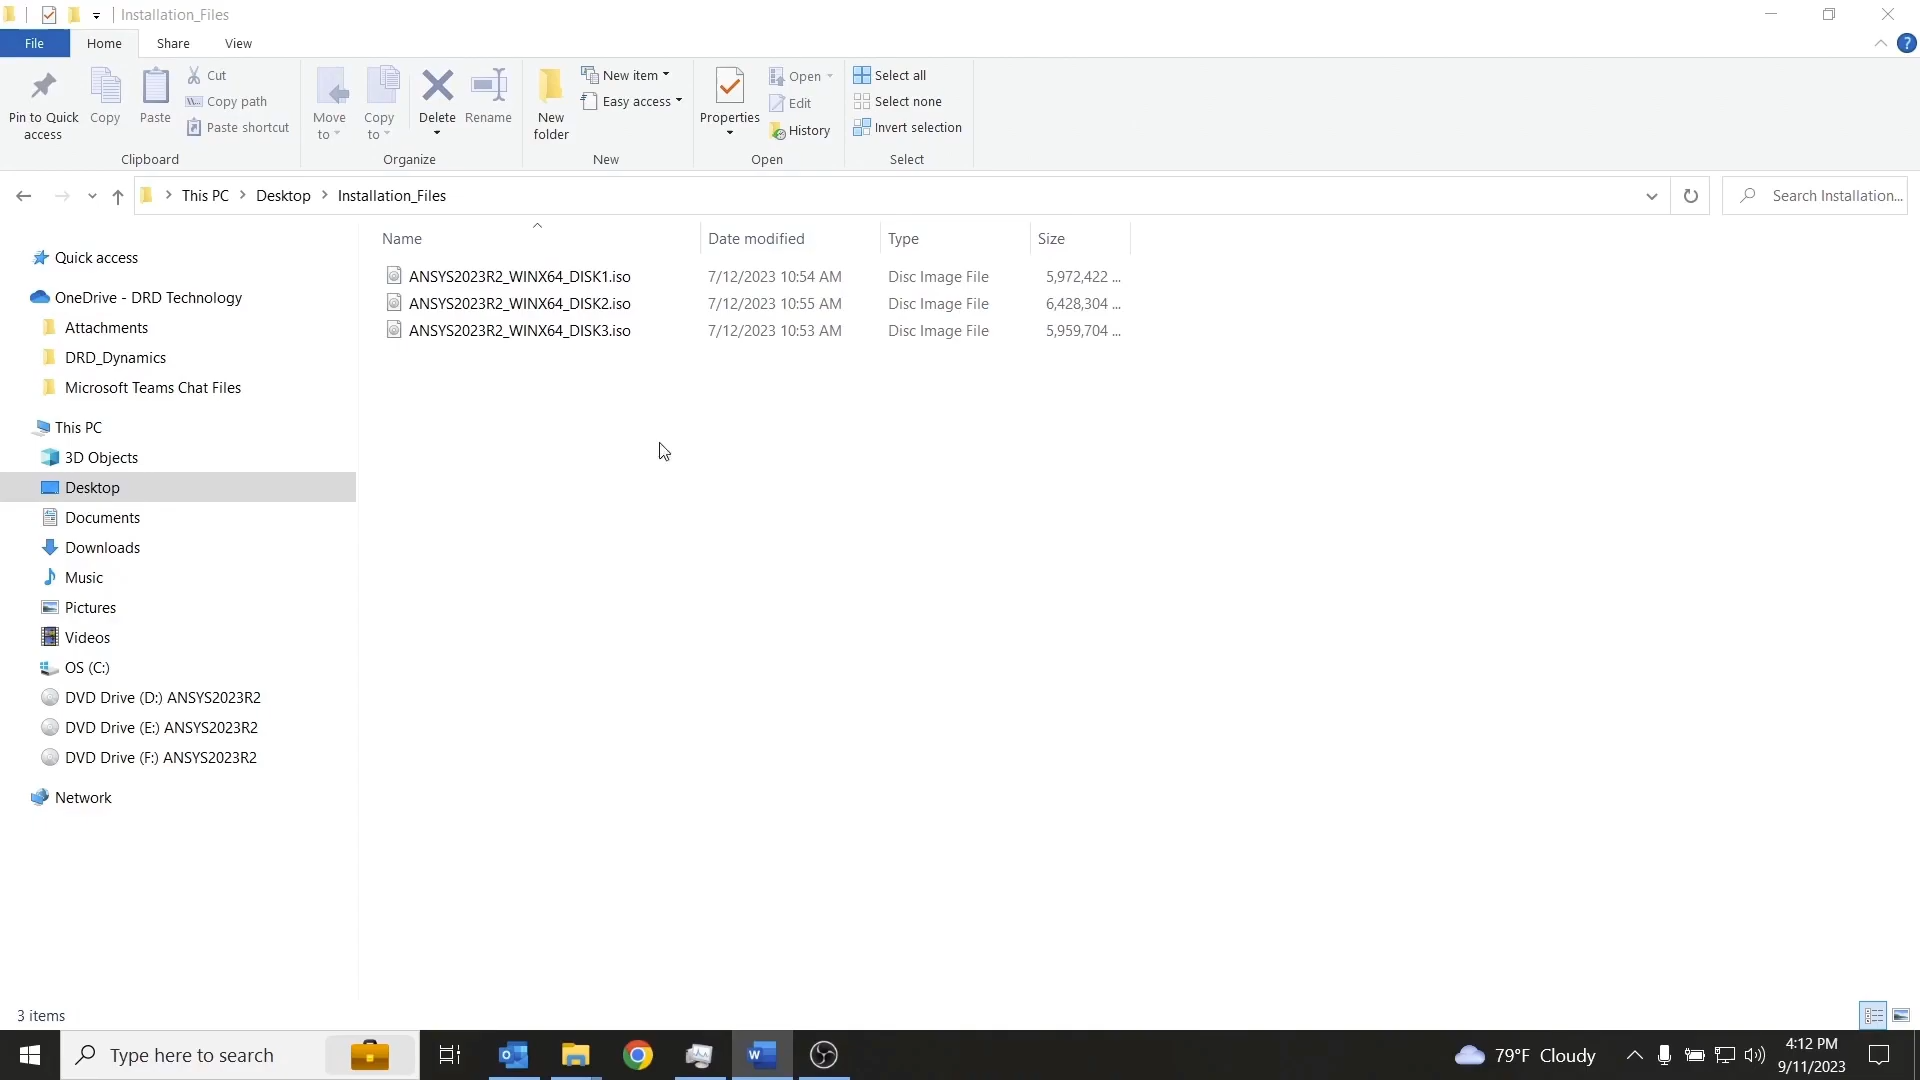 Installation_Files
File Home Share View
Pin to Quick access
Copy
Paste
Cut
Copy path
Paste shortcut
Clipboard
Move to
Copy to
Delete
Rename
Organize
New folder
New item
Easy access
New
Properties
Open
Edit
History
Open
Select all
Select none
Invert selection
Select
This PC > Desktop > Installation_Files
Search Installation...
Name Date modified Type Size
ANSYS2023R2_WINX64_DISK1.iso 7/12/2023 10:54 AM Disc Image File 5,972,422 ...
ANSYS2023R2_WINX64_DISK2.iso 7/12/2023 10:55 AM Disc Image File 6,428,304 ...
ANSYS2023R2_WINX64_DISK3.iso 7/12/2023 10:53 AM Disc Image File 5,959,704 ...
Quick access
OneDrive - DRD Technology
Attachments
DRD_Dynamics
Microsoft Teams Chat Files
This PC
3D Objects
Desktop
Documents
Downloads
Music
Pictures
Videos
OS (C:)
DVD Drive (D:) ANSYS2023R2
DVD Drive (E:) ANSYS2023R2
DVD Drive (F:) ANSYS2023R2
Network
3 items
Type here to search
79°F Cloudy
4:12 PM
9/11/2023